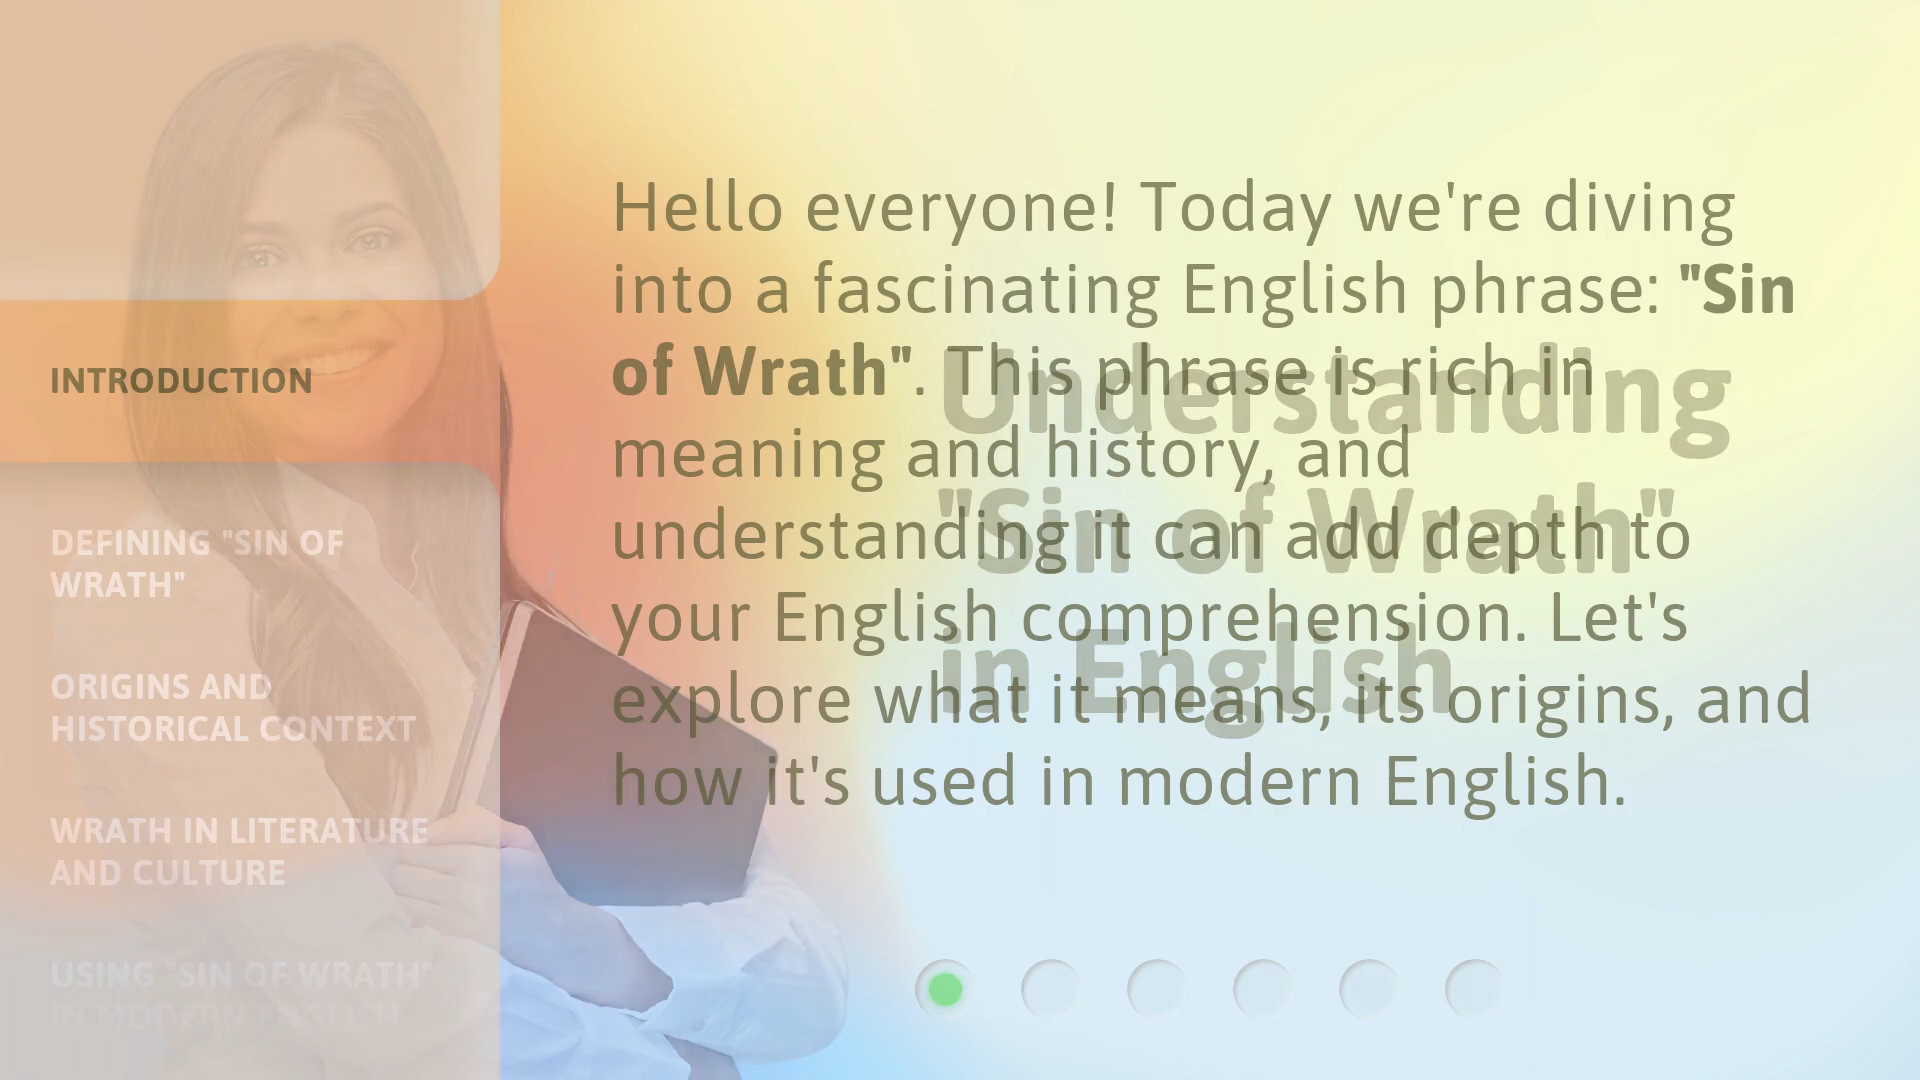 INTRODUCTION
DEFINING "SIN OF
WRATH"
ORIGINS AND
HISTORICAL CONTEXT
WRATH IN LITERATURE
AND CULTURE
USING "SIN OF WRATH"
IN MODERN ENGLISH
Hello everyone! Today we're diving
into a fascinating English phrase: "Sin
of Wrath". This phrase is rich in
meaning and history, and
understanding it can add depth to
your English comprehension. Let's
explore what it means, its origins, and
how it's used in modern English.
Understanding
"Sin of Wrath"
in English